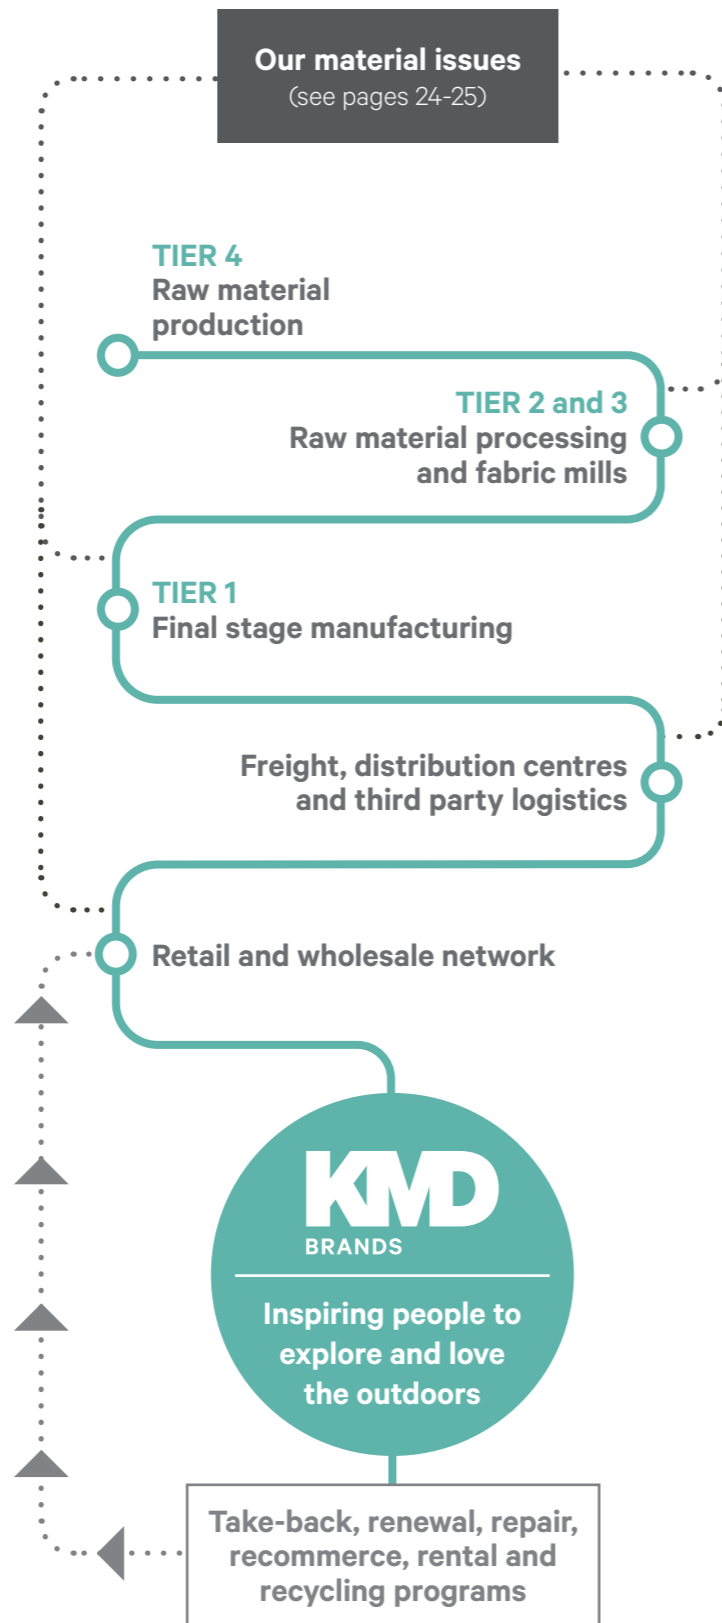 Our material issues
(see pages 24-25)
TIER 4
Raw material
production
TIER 2 and 3
Raw material processing
and fabric mills
TIER 1
Final stage manufacturing
Freight, distribution centres
and third party logistics
Retail and wholesale network
KMD
BRANDS
Inspiring people to
explore and love
the outdoors
Take-back, renewal, repair,
recommerce, rental and
recycling programs